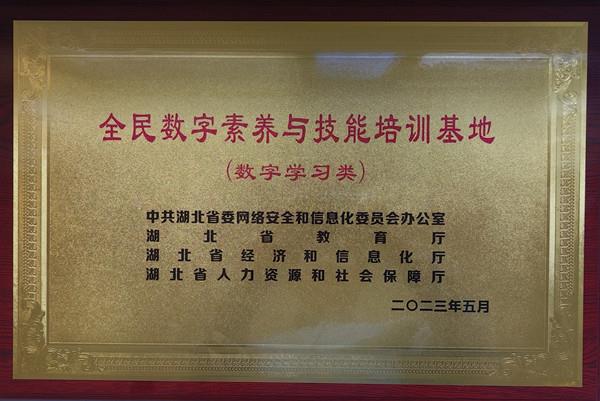 全民数字素养与技能培训基地
(数字学习类)
中共湖北省委网络安全和信息化委员会办公室
湖北省教育厅
湖北省经济和信息化厅
湖北省人力资源和社会保障厅
二〇二三年五月